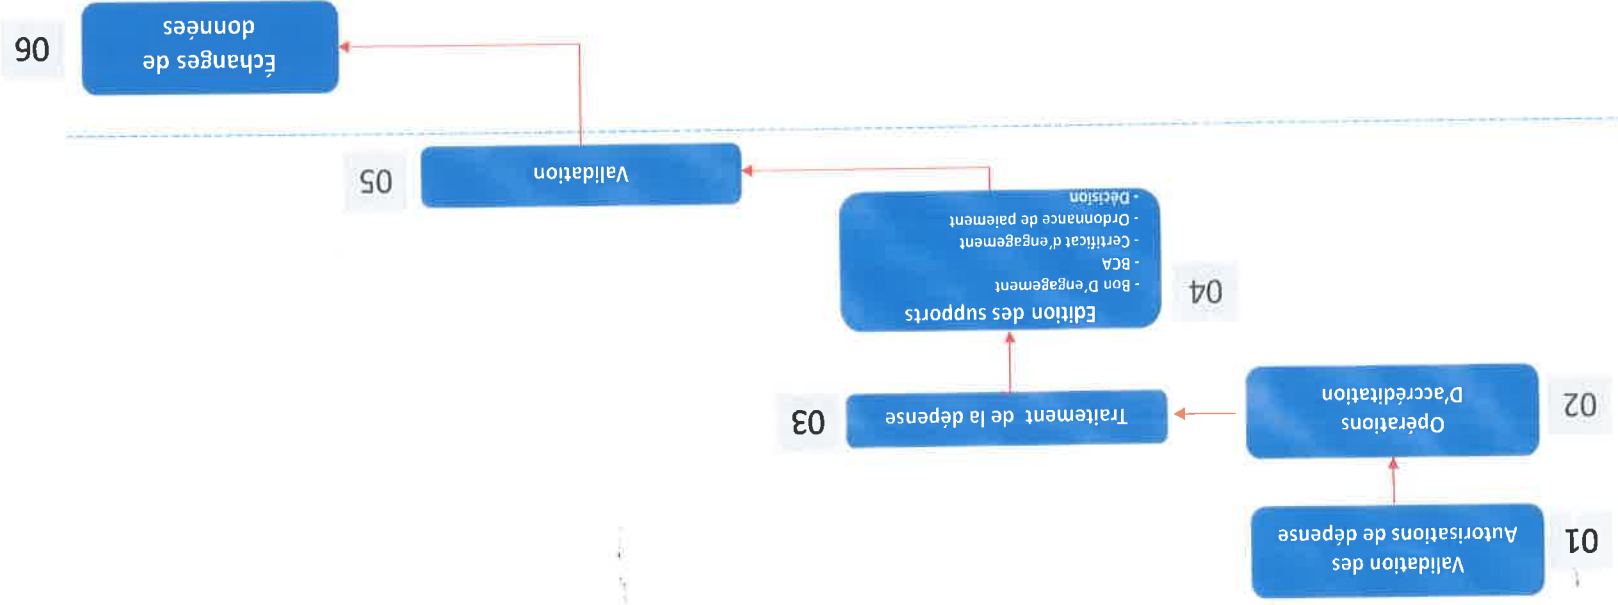 01
Validation des
Autorisations de dépense
02
Opérations
D'accréditation
03
Traitement de la dépense
04
Edition des supports
- Bon D'engagement
- BCA
- Certificat d'engagement
- Ordonnance de paiement
- Décision
05
Validation
06
Échanges de
données